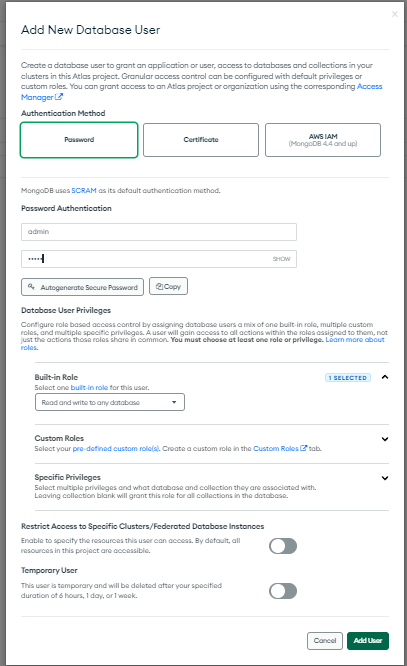 Add New Database User
Create a database user to grant an application or user, access to databases and collections in your
clusters in this Atlas project. Granular access control can be configured with default privileges or
custom roles. You can grant access to an Atlas project or organization using the corresponding Access
Manager
Authentication Method
Password
Certificate
AWS IAM
(MongoDB 4.4 and up)
MongoDB uses SCRAM as its default authentication method.
Password Authentication
admin
•••••
SHOW
Autogenerate Secure Password
Copy
Database User Privileges
Configure role based access control by assigning database users a mix of one built-in role, multiple custom
roles, and multiple specific privileges. A user will gain access to all actions within the roles assigned to them, not
just the actions those roles share in common. You must choose at least one role or privilege. Learn more about
roles.
Built-in Role
1 SELECTED
Select one built-in role for this user.
Read and write to any database
Custom Roles
Select your pre-defined custom role(s). Create a custom role in the Custom Roles tab.
Specific Privileges
Select multiple privileges and what database and collection they are associated with.
Leaving collection blank will grant this role for all collections in the database.
Restrict Access to Specific Clusters/Federated Database Instances
Enable to specify the resources this user can access. By default, all
resources in this project are accessible.
Temporary User
This user is temporary and will be deleted after your specified
duration of 6 hours, 1 day, or 1 week.
Cancel
Add User